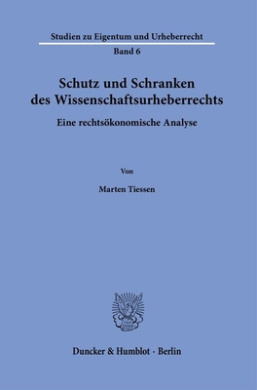 Studien zu Eigentum und Urheberrecht
Band 6
Schutz und Schranken
des Wissenschaftsurheberrechts
Eine rechtsökonomische Analyse
Von
Marten Tiessen
Duncker & Humblot · Berlin